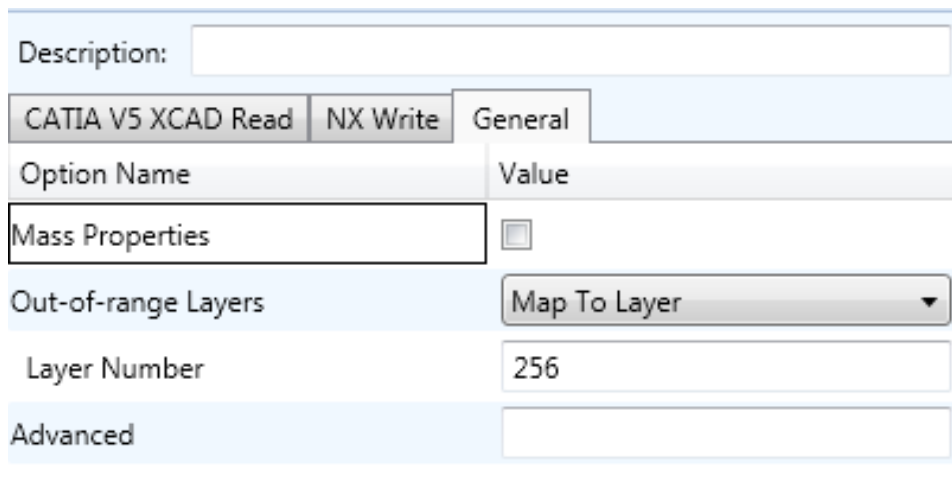 Description:
CATIA V5 XCAD Read NX Write General
Option Name Value
Mass Properties
Out-of-range Layers Map To Layer
Layer Number 256
Advanced